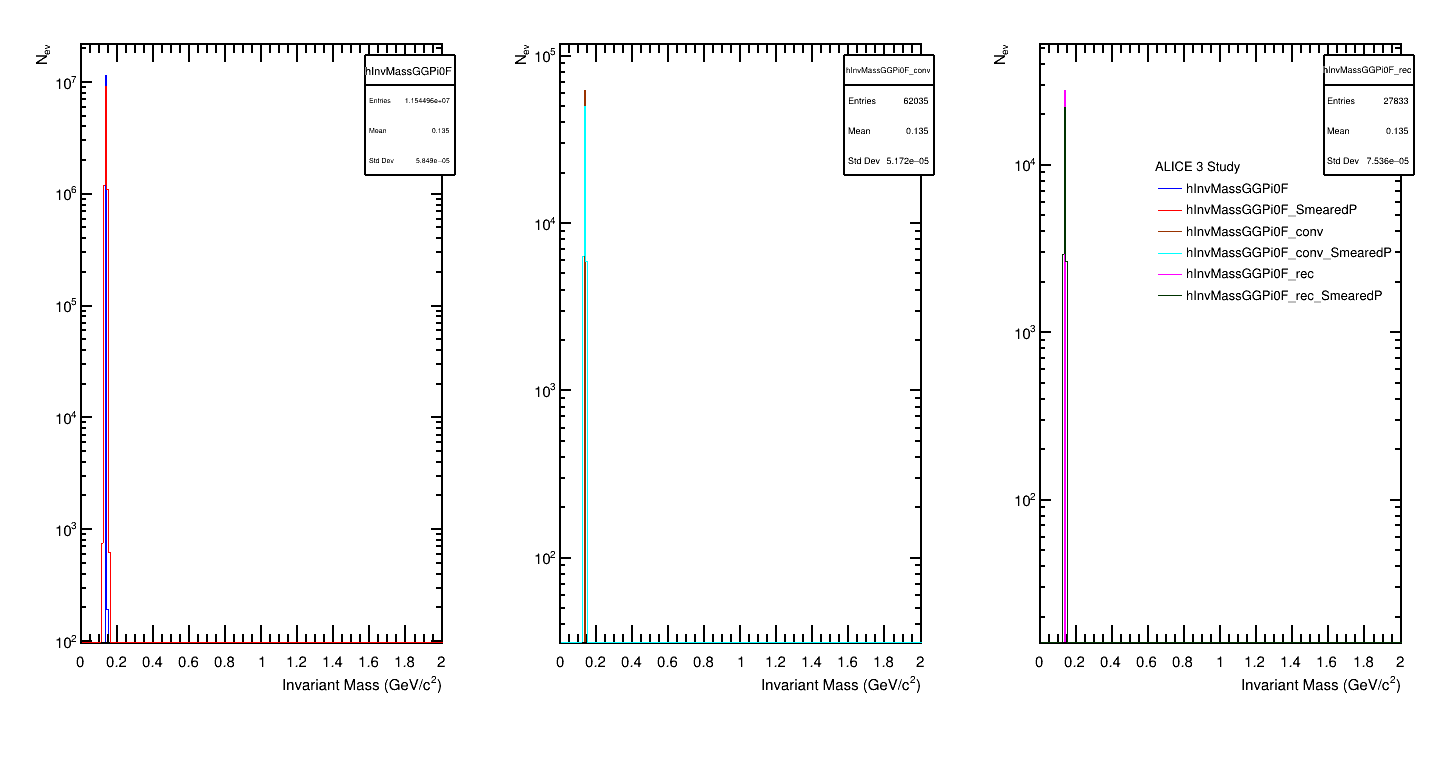 N_ev
10^7
10^6
10^5
10^4
10^3
10^2
0 0.2 0.4 0.6 0.8 1 1.2 1.4 1.6 1.8 2
Invariant Mass (GeV/c^2)
hInvMassGGPi0F
Entries 1.154496e+07
Mean 0.135
Std Dev 5.849e−05
N_ev
10^5
10^4
10^3
10^2
0 0.2 0.4 0.6 0.8 1 1.2 1.4 1.6 1.8 2
Invariant Mass (GeV/c^2)
hInvMassGGPi0F_conv
Entries 62035
Mean 0.135
Std Dev 5.172e−05
N_ev
10^4
10^3
10^2
0 0.2 0.4 0.6 0.8 1 1.2 1.4 1.6 1.8 2
Invariant Mass (GeV/c^2)
hInvMassGGPi0F_rec
Entries 27833
Mean 0.135
Std Dev 7.536e−05
ALICE 3 Study
hInvMassGGPi0F
hInvMassGGPi0F_SmearedP
hInvMassGGPi0F_conv
hInvMassGGPi0F_conv_SmearedP
hInvMassGGPi0F_rec
hInvMassGGPi0F_rec_SmearedP